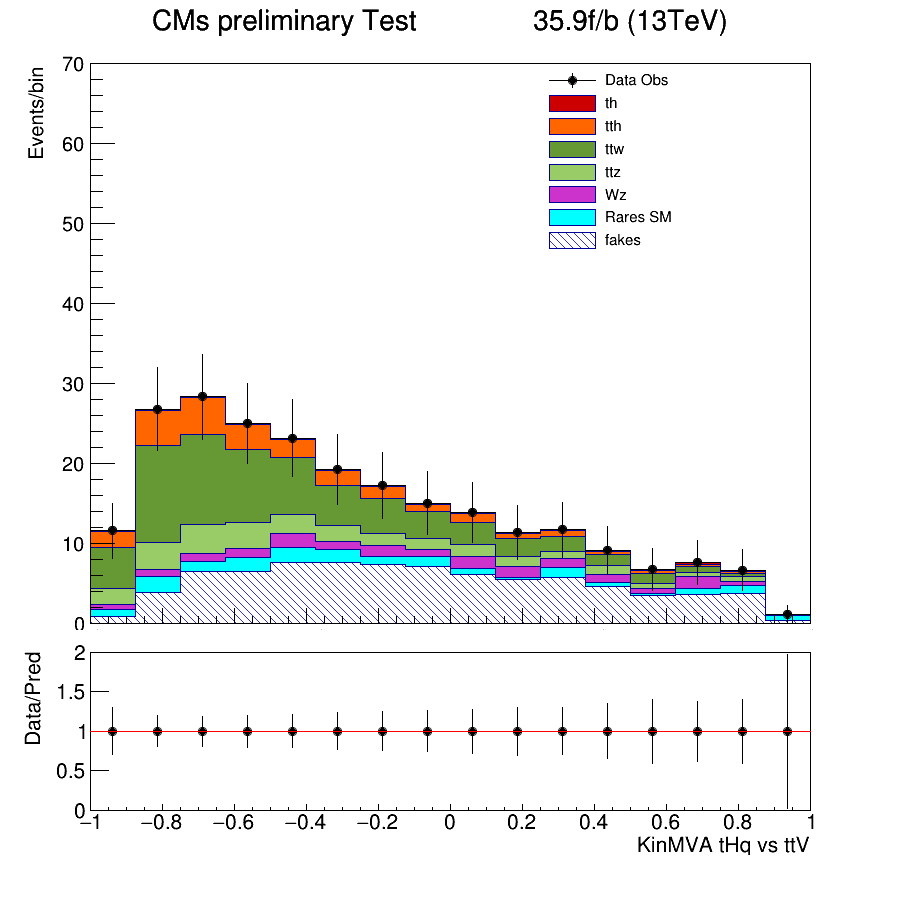 CMs preliminary Test 35.9f/b (13TeV)
Events/bin
70
60
50
40
30
20
10
0
Data Obs
th
tth
ttw
ttz
Wz
Rares SM
fakes
Data/Pred
2
1.5
1
0.5
0
−1 −0.8 −0.6 −0.4 −0.2 0 0.2 0.4 0.6 0.8 1
KinMVA tHq vs ttV